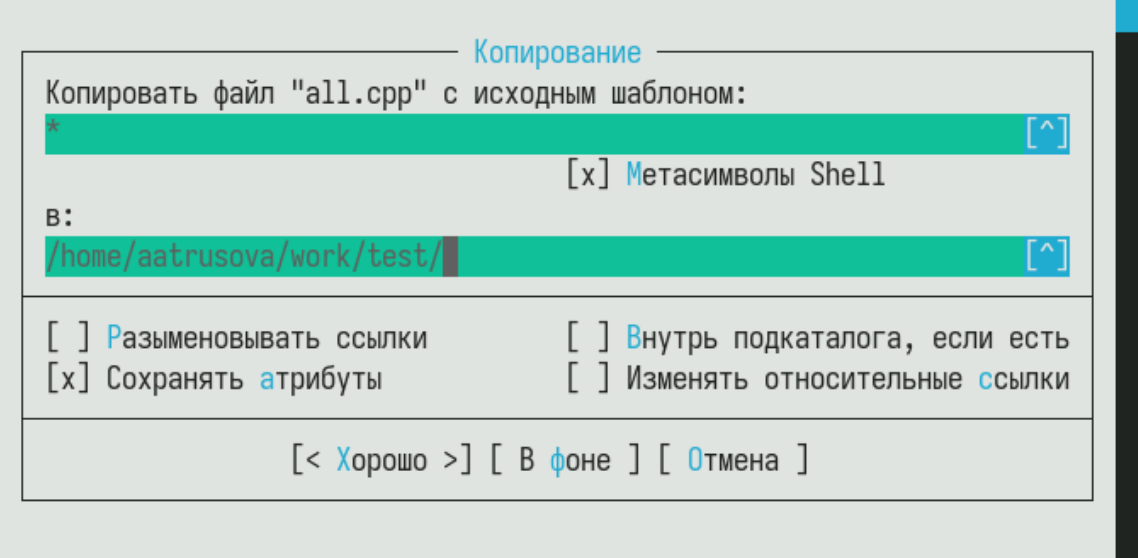 Копирование
Копировать файл "all.cpp" с исходным шаблоном:
* [^]
[x] Метасимволы Shell
в:
/home/aatrusova/work/test/ [^]
[ ] Разыменовывать ссылки [ ] Внутрь подкаталога, если есть
[x] Сохранять атрибуты [ ] Изменять относительные ссылки
[< Хорошо >] [ В фоне ] [ Отмена ]